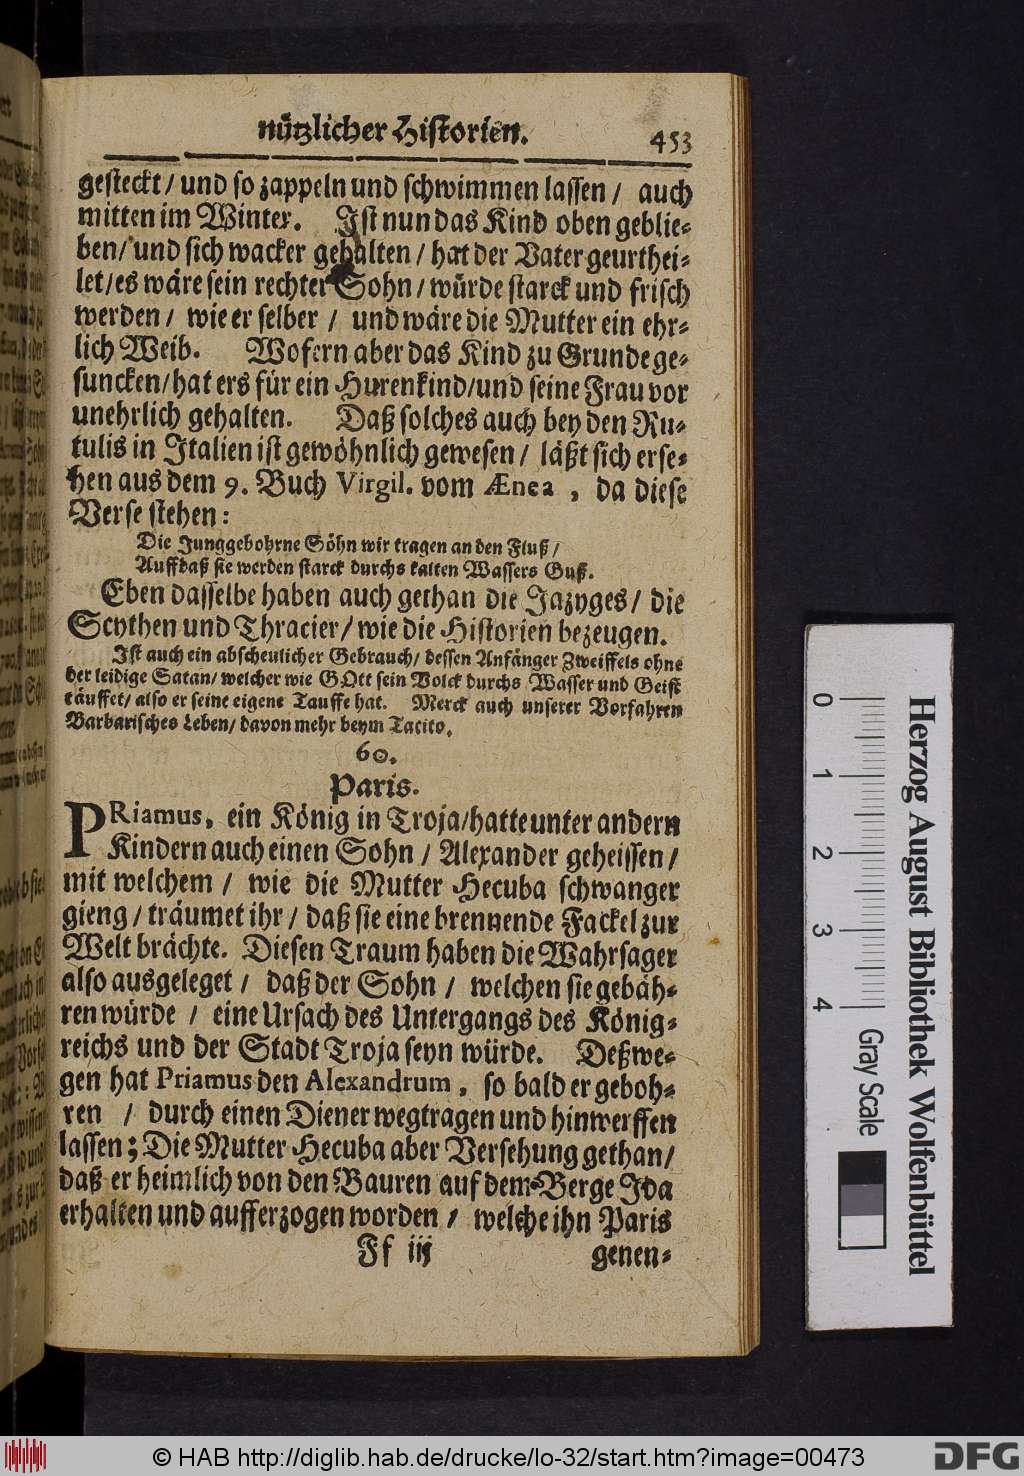 nützlicher Historien. 453
gesteckt / und so zappeln und schwimmen lassen / auch
mitten im Winter. Ist nun das Kind oben geblie-
ben / und sich wacker gehalten / hat der Vater geurthei-
let / es wäre sein rechter Sohn / würde starck und frisch
werden / wie er selber / und wäre die Mutter ein ehr-
lich Weib. Wofern aber das Kind zu Grunde ge-
suncken / hat ers für ein Hurenkind / und seine Frau vor
unehrlich gehalten. Daß solches auch bey den Ru-
tulis in Italien ist gewöhnlich gewesen / läßt sich erse-
hen aus dem 9. Buch Virgil. vom Ænea , da diese
Verse stehen:
Die Junggebohrne Söhn wir tragen an den Fluß /
Auffdaß sie werden starck durchs kalten Wassers Guß.
Eben dasselbe haben auch gethan die Jazyges / die
Scythen und Thracier / wie die Historien bezeugen.
Ist auch ein abscheulicher Gebrauch / dessen Anfänger Zweiffels ohne
der leidige Satan / welcher wie GOtt sein Volck durchs Wasser und Geist
täuffet / also er seine eigene Tauffe hat. Merck auch unserer Vorfahren
Barbarisches Leben / davon mehr beym Tacito.
60.
Paris.
PRiamus, ein König in Troja / hatte unter andern
Kindern auch einen Sohn / Alexander geheissen /
mit welchem / wie die Mutter Hecuba schwanger
gieng / träumet ihr / daß sie eine brennende Fackel zur
Welt brächte. Diesen Traum haben die Wahrsager
also ausgeleget / daß der Sohn / welchen sie gebäh-
ren würde / eine Ursach des Untergangs des König-
reichs und der Stadt Troja seyn würde. Deßwe-
gen hat Priamus den Alexandrum , so bald er geboh-
ren / durch einen Diener wegtragen und hinwerffen
lassen; Die Mutter Hecuba aber Versehung gethan /
daß er heimlich von den Bauren auf dem Berge Ida
erhalten und aufferzogen worden / welche ihn Paris
Ff iij genen-
0 1 2 3 4
Gray Scale
Herzog August Bibliothek Wolfenbüttel
© HAB http://diglib.hab.de/drucke/lo-32/start.htm?image=00473
DFG